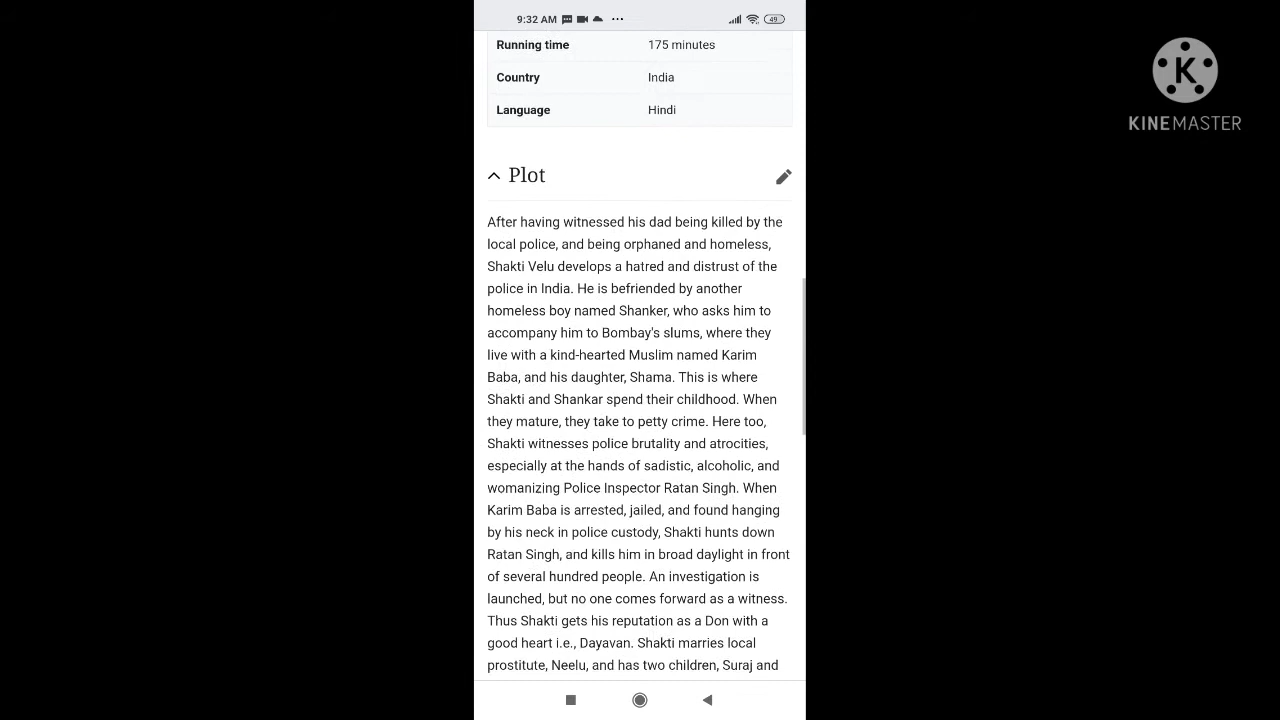 9:32 AM
49
Running time 175 minutes
Country India
Language Hindi
KINEMASTER
Plot
After having witnessed his dad being killed by the
local police, and being orphaned and homeless,
Shakti Velu develops a hatred and distrust of the
police in India. He is befriended by another
homeless boy named Shanker, who asks him to
accompany him to Bombay's slums, where they
live with a kind-hearted Muslim named Karim
Baba, and his daughter, Shama. This is where
Shakti and Shankar spend their childhood. When
they mature, they take to petty crime. Here too,
Shakti witnesses police brutality and atrocities,
especially at the hands of sadistic, alcoholic, and
womanizing Police Inspector Ratan Singh. When
Karim Baba is arrested, jailed, and found hanging
by his neck in police custody, Shakti hunts down
Ratan Singh, and kills him in broad daylight in front
of several hundred people. An investigation is
launched, but no one comes forward as a witness.
Thus Shakti gets his reputation as a Don with a
good heart i.e., Dayavan. Shakti marries local
prostitute, Neelu, and has two children, Suraj and